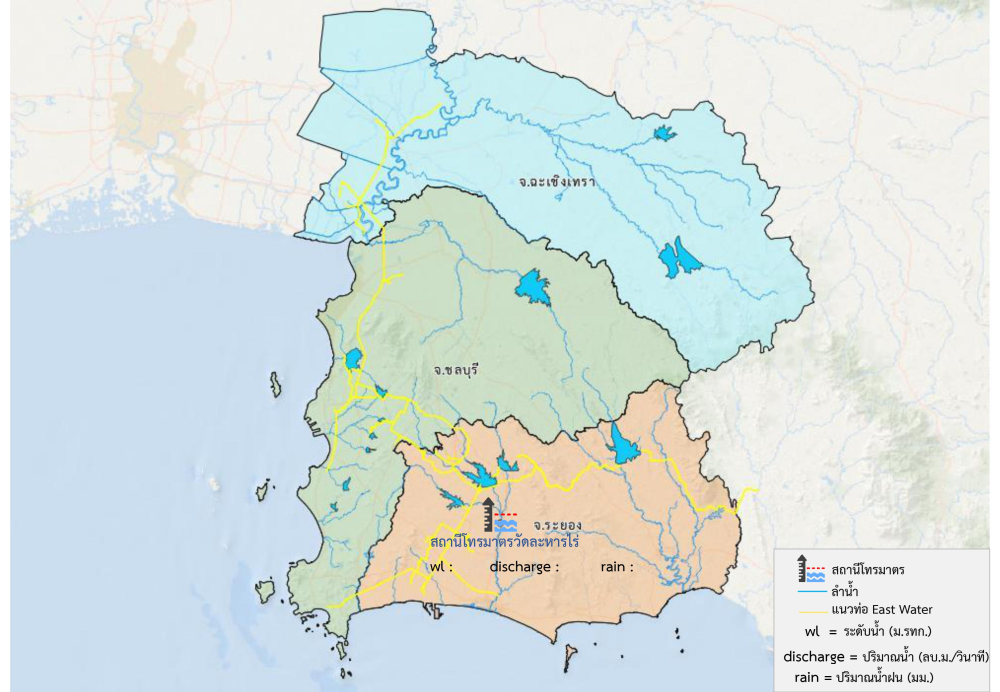 จ.ฉะเชิงเทรา
จ.ชลบุรี
จ.ระยอง
สถานีโทรมาตรวัดละหารไร่
wl : discharge : rain :
สถานีโทรมาตร
ลำน้ำ
แนวท่อ East Water
wl = ระดับน้ำ (ม.รทก.)
discharge = ปริมาณน้ำ (ลบ.ม./วินาที)
rain = ปริมาณน้ำฝน (มม.)